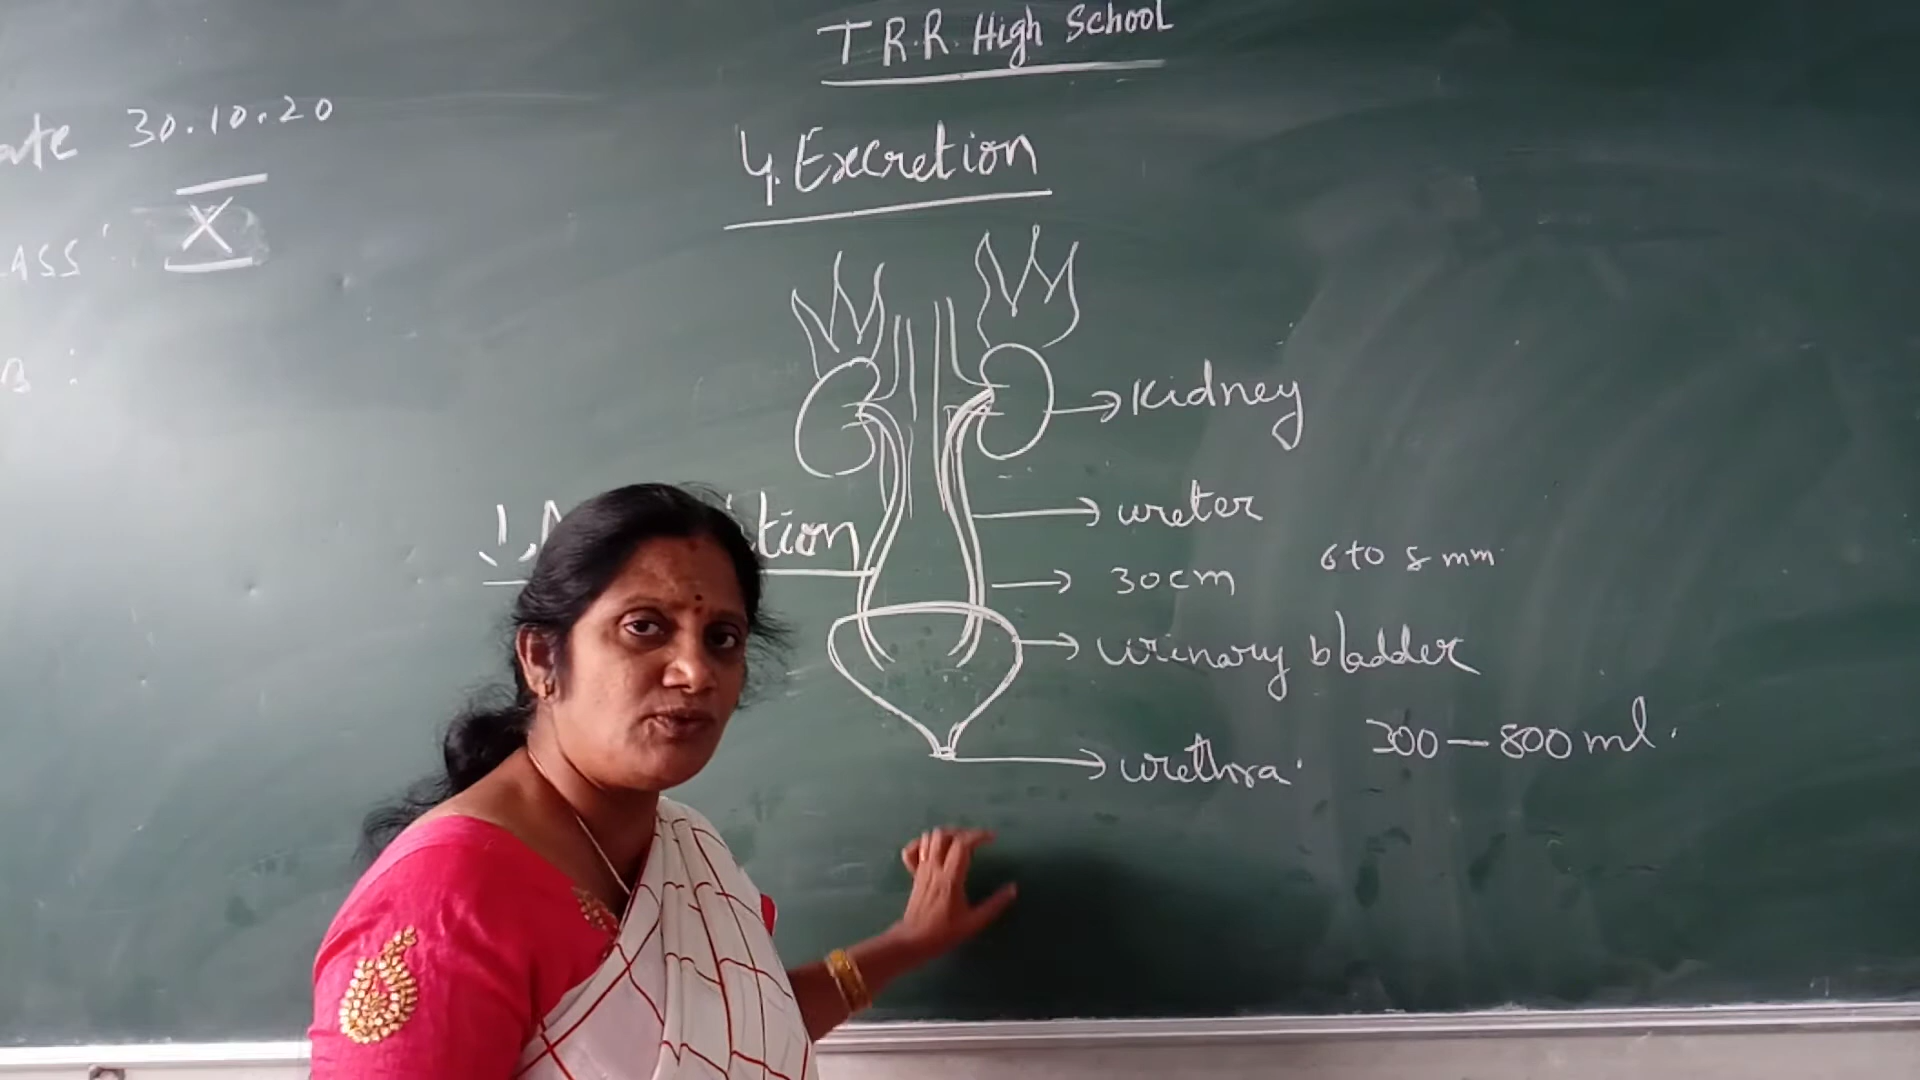 T R.R. High School
ate 30.10.20
4. Excretion
LASS : X
B :
Kidney
ureter
6 to 8 mm
30cm
urinary bladder
300 — 800 ml.
urethra.